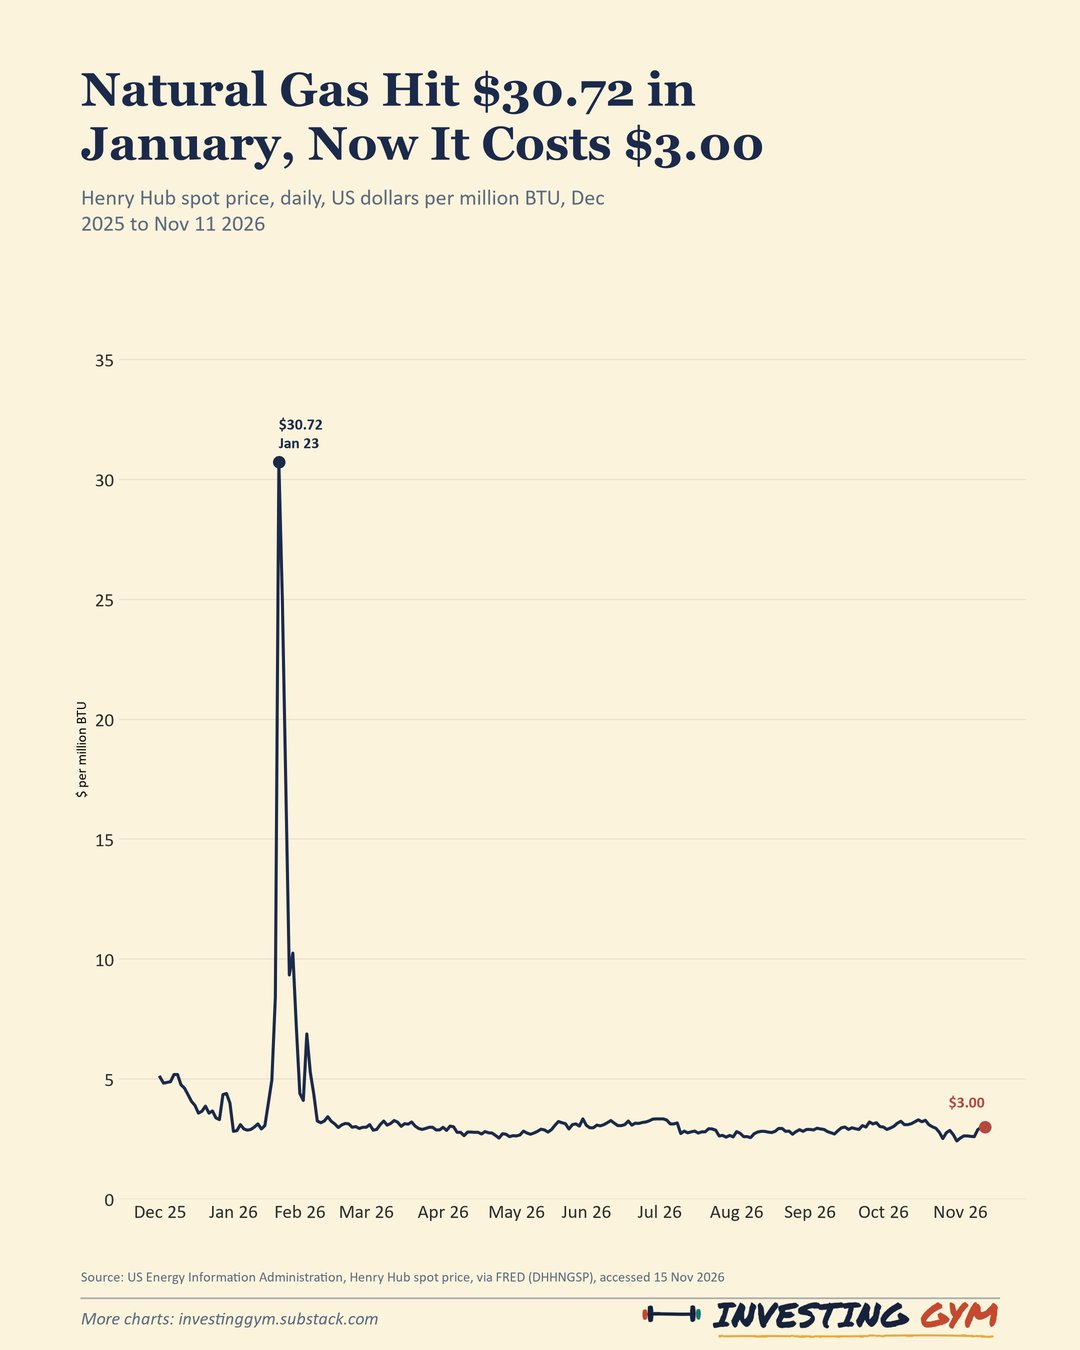 Natural Gas Hit $30.72 in
January, Now It Costs $3.00
Henry Hub spot price, daily, US dollars per million BTU, Dec
2025 to Nov 11 2026
35
$30.72
Jan 23
30
25
20
$ per million BTU
15
10
5
$3.00
0
Dec 25 Jan 26 Feb 26 Mar 26 Apr 26 May 26 Jun 26 Jul 26 Aug 26 Sep 26 Oct 26 Nov 26
Source: US Energy Information Administration, Henry Hub spot price, via FRED (DHHNGSP), accessed 15 Nov 2026
More charts: investinggym.substack.com
INVESTING GYM